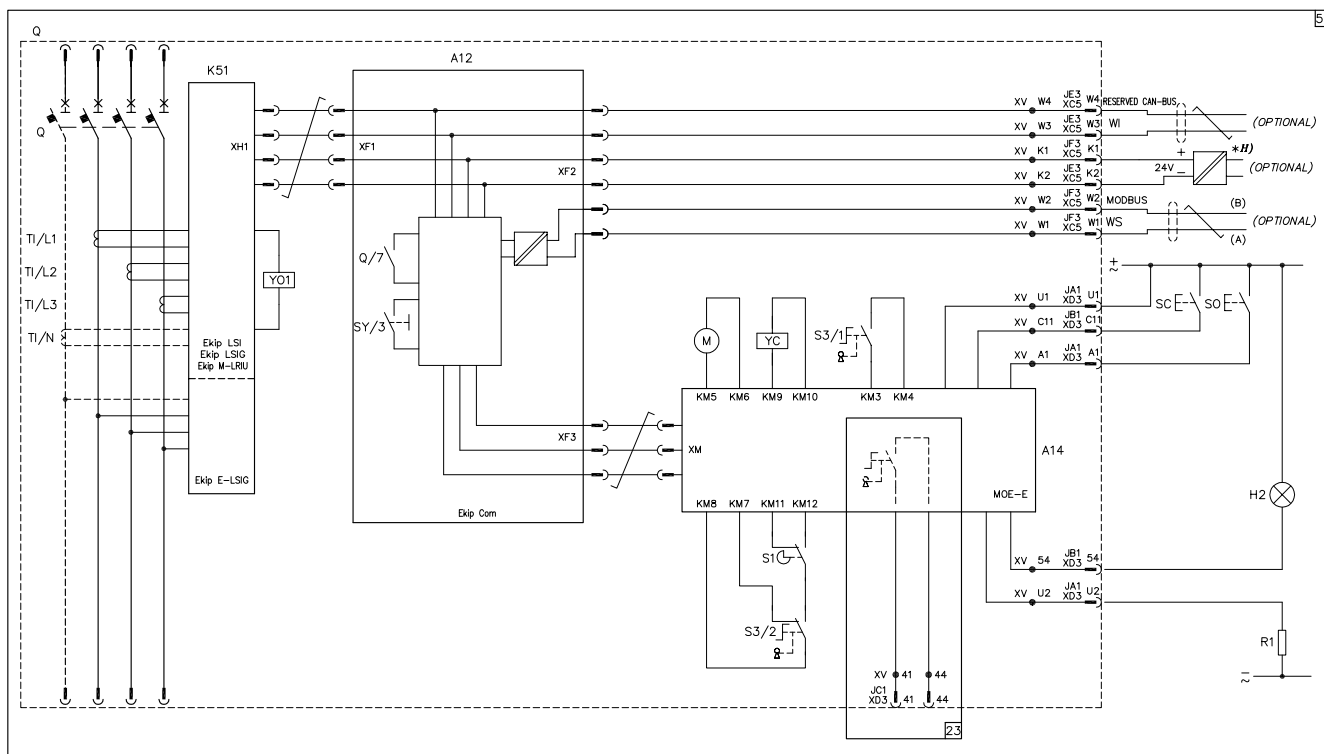 5
Q
K51
A12
Q
XH1
XF1
XF2
TI/L1
TI/L2
TI/L3
TI/N
YO1
Ekip LSI
Ekip LSIG
Ekip M-LRIU
Ekip E-LSIG
Q/7
SY/3
XF3
Ekip Com
XV W4 JE3 XC5 W4 RESERVED CAN-BUS
XV W3 JE3 XC5 W3 WI
(OPTIONAL)
XV K1 JF3 XC5 K1 + *H)
XV K2 JE3 XC5 K2 24V −
(OPTIONAL)
XV W2 JF3 XC5 W2 MODBUS (B)
XV W1 JF3 XC5 W1 WS (A)
(OPTIONAL)
+
~
XV U1 JA1 XD3 U1
SC
SO
XV C11 JB1 XD3 C11
XV A1 JA1 XD3 A1
M
YC
S3/1
KM5 KM6 KM9 KM10 KM3 KM4
XM
A14
MOE-E
KM8 KM7 KM11 KM12
H2
S1
XV 54 JB1 XD3 54
XV U2 JA1 XD3 U2
S3/2
R1
XV 41 44
JC1
XD3 41 44
−
~
23